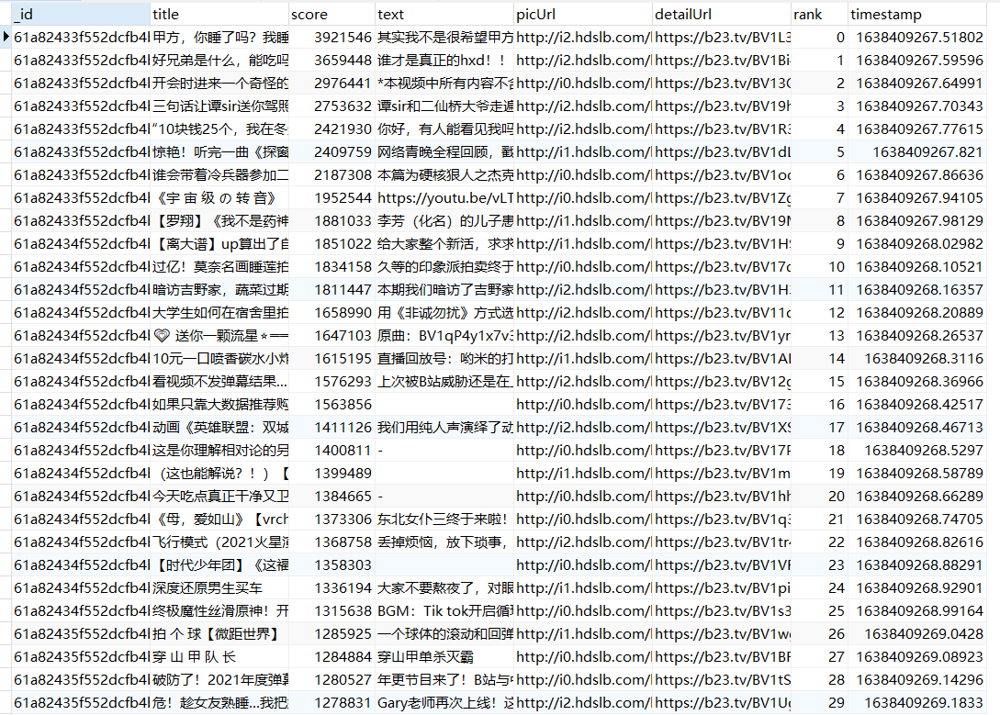 _id title score text picUrl detailUrl rank timestamp
61a82433f552dcfb4l 甲方，你睡了吗？我睡 3921546 其实我不是很希望甲方 http://i2.hdslb.com/l https://b23.tv/BV1L3 0 1638409267.51802
61a82433f552dcfb4l 好兄弟是什么，能吃吗 3659448 谁才是真正的hxd！！ http://i2.hdslb.com/l https://b23.tv/BV1Bi 1 1638409267.59596
61a82433f552dcfb4l 开会时进来一个奇怪的 2976441 *本视频中所有内容不含 http://i0.hdslb.com/l https://b23.tv/BV13C 2 1638409267.64991
61a82433f552dcfb4l 三句话让谭sir送你驾照 2753632 谭sir和二仙桥大爷走遍 http://i0.hdslb.com/l https://b23.tv/BV19h 3 1638409267.70343
61a82433f552dcfb4l “10块钱25个，我在冬 2421930 你好，有人能看见我吗 http://i2.hdslb.com/l https://b23.tv/BV1R3 4 1638409267.77615
61a82433f552dcfb4l 惊艳！听完一曲《探窗 2409759 网络青晚全程回顾，戳 http://i1.hdslb.com/l https://b23.tv/BV1dL 5 1638409267.821
61a82433f552dcfb4l 谁会带着冷兵器参加二 2187308 本篇为硬核狠人之杰克 http://i0.hdslb.com/l https://b23.tv/BV1oc 6 1638409267.86636
61a82433f552dcfb4l 《宇 宙 级 の 转 音》 1952544 https://youtu.be/vLT http://i0.hdslb.com/l https://b23.tv/BV1Zg 7 1638409267.94105
61a82433f552dcfb4l 【罗翔】《我不是药神 1881033 李芳（化名）的儿子患 http://i1.hdslb.com/l https://b23.tv/BV19M 8 1638409267.98129
61a82434f552dcfb4l 【离大谱】up算出了自 1851022 给大家整个新活，求求 http://i1.hdslb.com/l https://b23.tv/BV1H 9 1638409268.02982
61a82434f552dcfb4l 过亿！莫奈名画睡莲拍 1834158 久等的印象派拍卖终于 http://i0.hdslb.com/l https://b23.tv/BV17c 10 1638409268.10521
61a82434f552dcfb4l 暗访吉野家，蔬菜过期 1811447 本期我们暗访了吉野家 http://i2.hdslb.com/l https://b23.tv/BV1H 11 1638409268.16357
61a82434f552dcfb4l 大学生如何在宿舍里拍 1658990 用《非诚勿扰》方式选 http://i2.hdslb.com/l https://b23.tv/BV11c 12 1638409268.20889
61a82434f552dcfb4l 💝 送你一颗流星⭐== 1647103 原曲：BV1qP4y1x7v http://i2.hdslb.com/l https://b23.tv/BV1yr 13 1638409268.26537
61a82434f552dcfb4l 10元一口喷香碳水小炸 1615195 直播回放号：哟米的打 http://i1.hdslb.com/l https://b23.tv/BV1Al 14 1638409268.3116
61a82434f552dcfb4l 看视频不发弹幕结果... 1576293 上次被B站威胁还是在上 http://i2.hdslb.com/l https://b23.tv/BV12g 15 1638409268.36966
61a82434f552dcfb4l 如果只靠大数据推荐购 1563856 http://i0.hdslb.com/l https://b23.tv/BV173 16 1638409268.42517
61a82434f552dcfb4l 动画《英雄联盟：双城 1411126 我们用纯人声演绎了动 http://i2.hdslb.com/l https://b23.tv/BV1XS 17 1638409268.46713
61a82434f552dcfb4l 这是你理解相对论的另 1400811 - http://i0.hdslb.com/l https://b23.tv/BV17P 18 1638409268.5297
61a82434f552dcfb4l （这也能解说？！）【 1399489 http://i1.hdslb.com/l https://b23.tv/BV1m 19 1638409268.58789
61a82434f552dcfb4l 今天吃点真正干净又卫 1384665 - http://i0.hdslb.com/l https://b23.tv/BV1hh 20 1638409268.66289
61a82434f552dcfb4l 《母，爱如山》【vrch 1373306 东北女仆三终于来啦！ http://i0.hdslb.com/l https://b23.tv/BV1q3 21 1638409268.74705
61a82434f552dcfb4l 飞行模式（2021火星演 1368758 丢掉烦恼，放下琐事， http://i2.hdslb.com/l https://b23.tv/BV1tr 22 1638409268.82616
61a82434f552dcfb4l 【时代少年团】《这福 1358303 http://i0.hdslb.com/l https://b23.tv/BV1VF 23 1638409268.88291
61a82434f552dcfb4l 深度还原男生买车 1336194 大家不要熬夜了，对眼 http://i1.hdslb.com/l https://b23.tv/BV1pi 24 1638409268.92901
61a82434f552dcfb4l 终极魔性丝滑原神！开 1315638 BGM：Tik tok开启循环 http://i0.hdslb.com/l https://b23.tv/BV1s3 25 1638409268.99164
61a82435f552dcfb4l 拍 个 球【微距世界】 1285925 一个球体的滚动和回弹 http://i1.hdslb.com/l https://b23.tv/BV1wg 26 1638409269.0428
61a82435f552dcfb4l 穿 山 甲 队 长 1284884 穿山甲单杀灭霸 http://i0.hdslb.com/l https://b23.tv/BV1BF 27 1638409269.08923
61a82435f552dcfb4l 破防了！2021年度弹幕 1280527 年更节目来了！B站与中 http://i2.hdslb.com/l https://b23.tv/BV1tS 28 1638409269.14296
61a82435f552dcfb4l 危！趁女友熟睡...我把 1278831 Gary老师再次上线！这 http://i2.hdslb.com/l https://b23.tv/BV1Ug 29 1638409269.1833